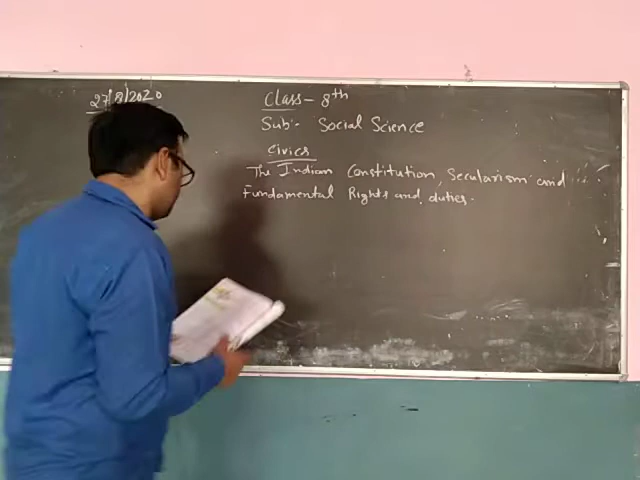 27/8/2020
Class - 8th
Sub:- Social Science
Civics
The Indian Constitution, Secularism and
Fundamental Rights and duties.